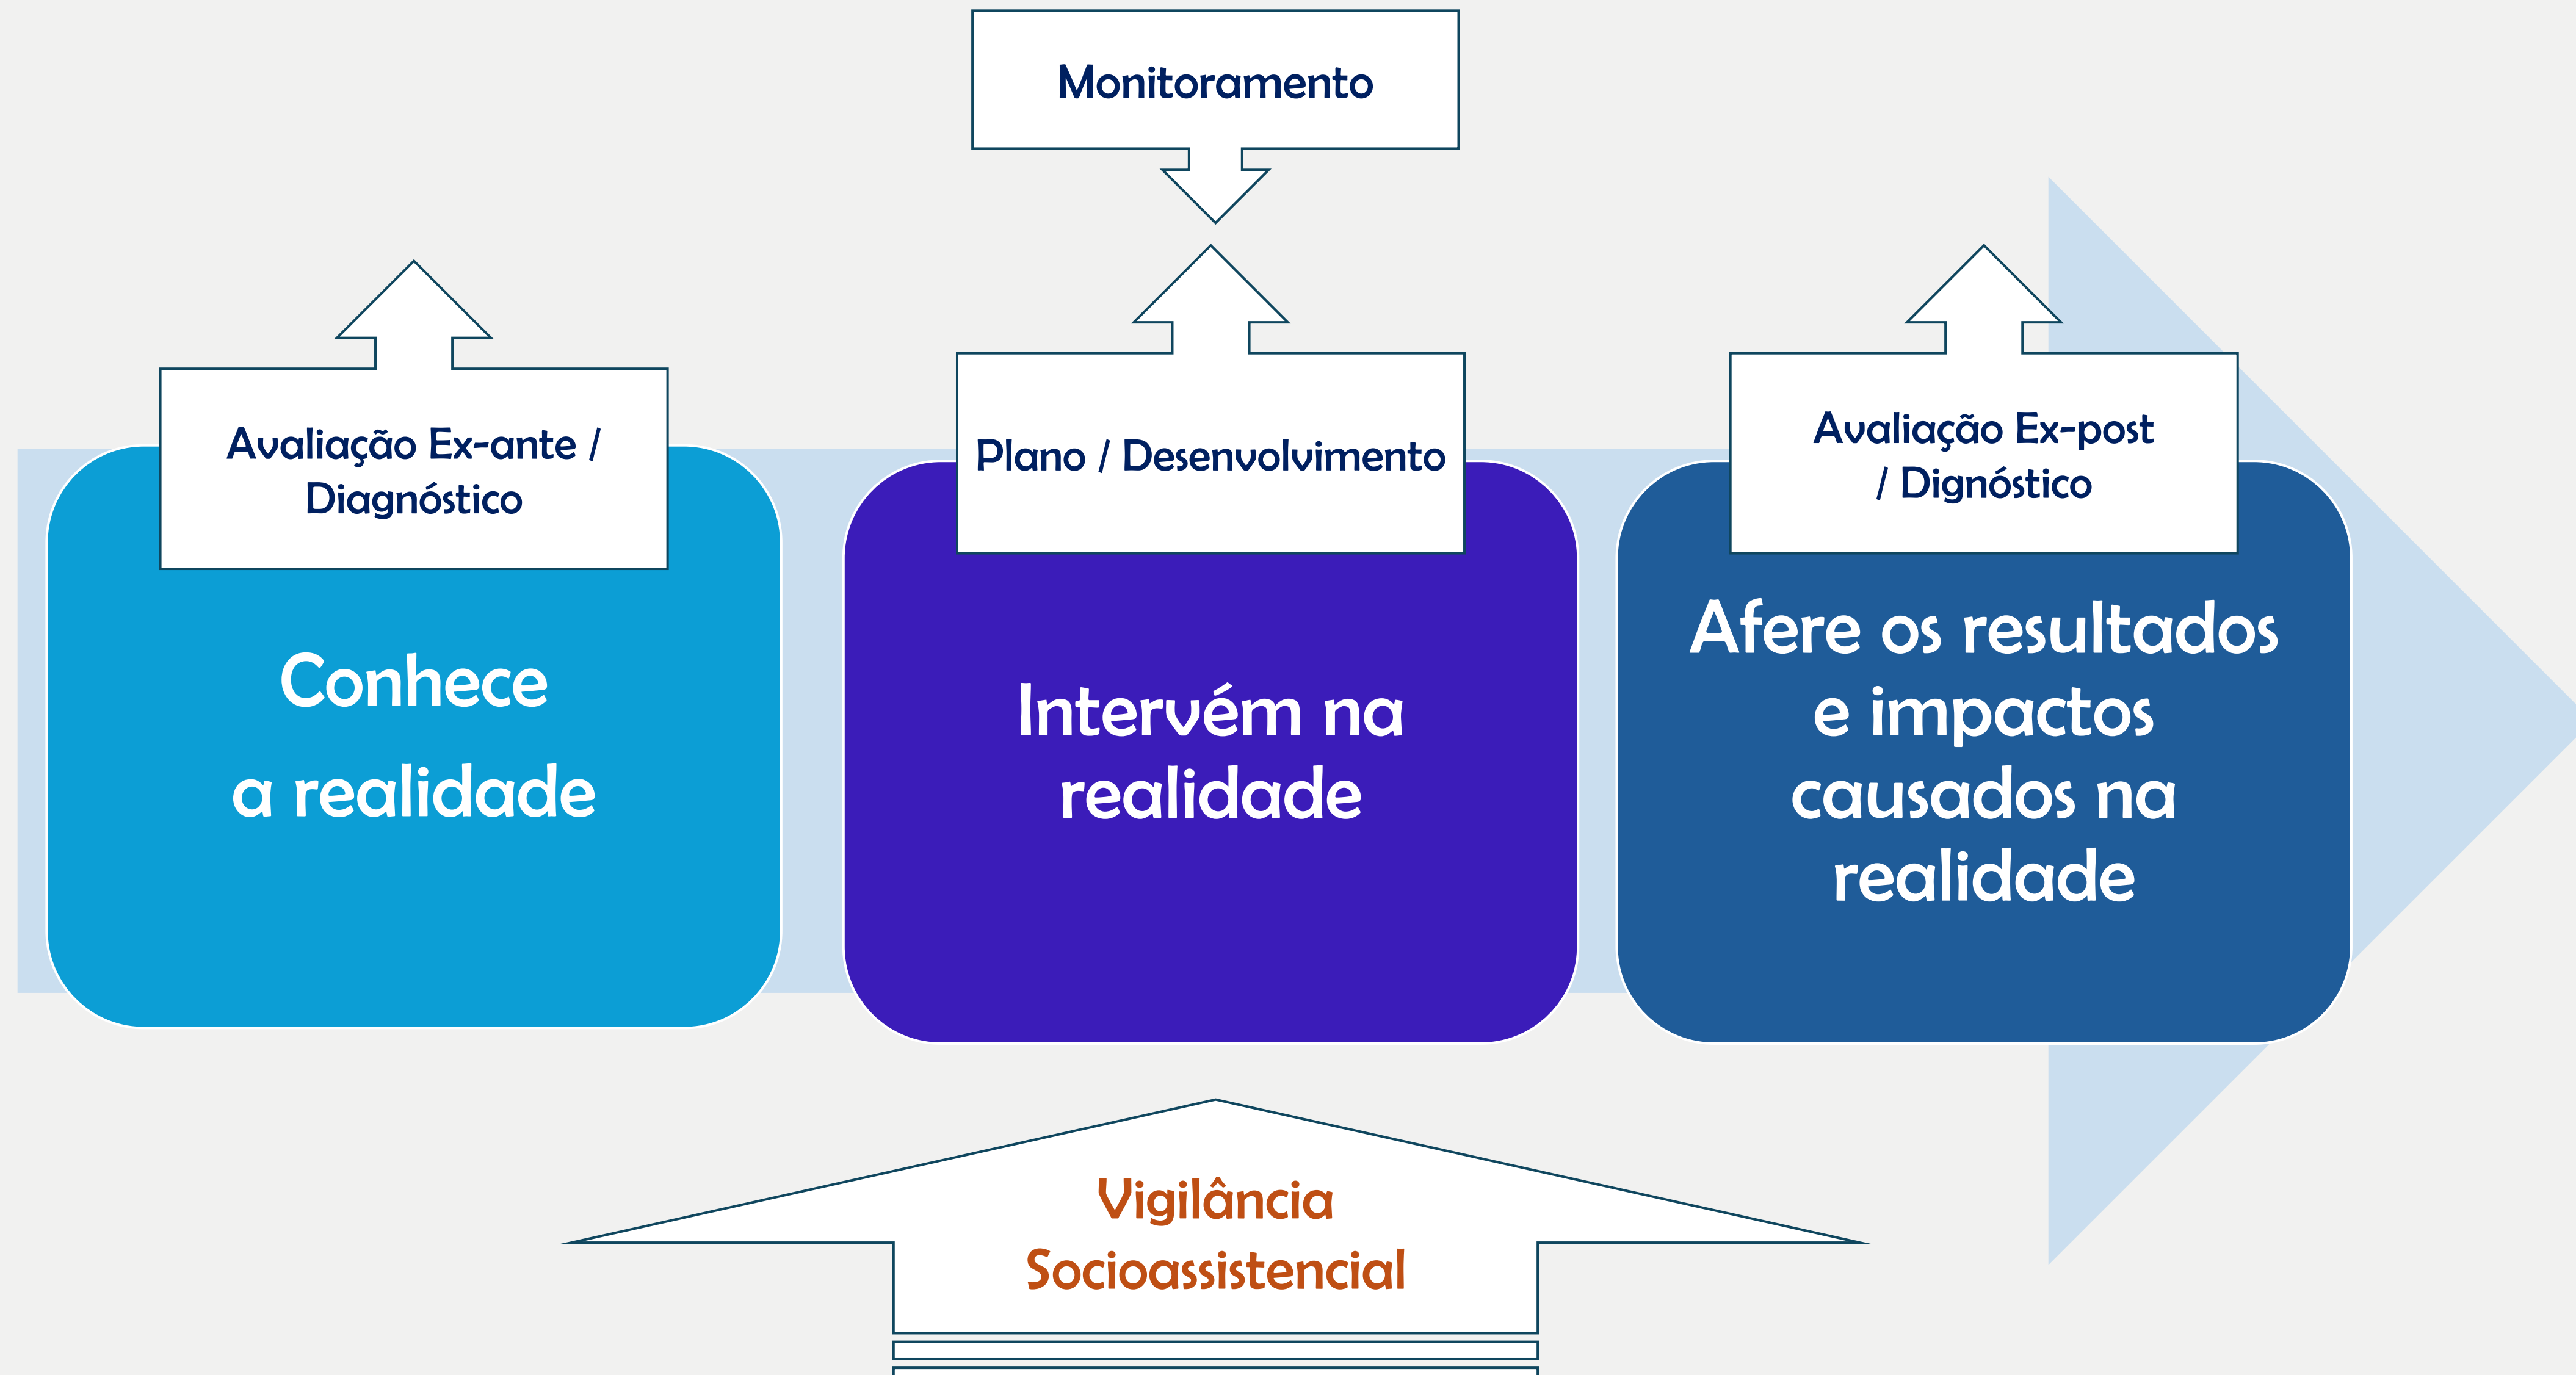 Monitoramento
Avaliação Ex-ante /
Diagnóstico
Conhece
a realidade
Plano / Desenvolvimento
Intervém na
realidade
Avaliação Ex-post
/ Dignóstico
Afere os resultados
e impactos
causados na
realidade
Vigilância
Socioassistencial